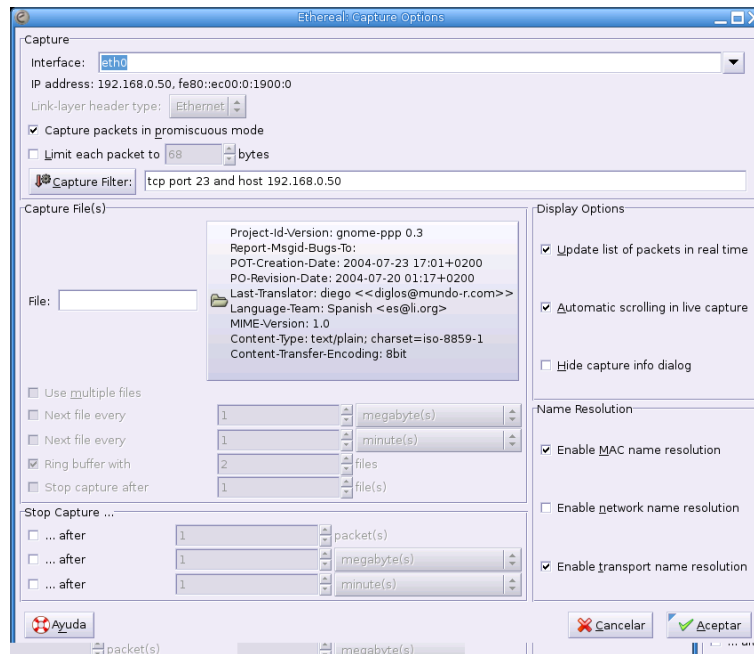 Ethereal: Capture Options
Capture
Interface: eth0
IP address: 192.168.0.50, fe80::ec00:0:1900:0
Link-layer header type: Ethernet
Capture packets in promiscuous mode
Limit each packet to 68 bytes
Capture Filter: tcp port 23 and host 192.168.0.50
Capture File(s)
File:
Project-Id-Version: gnome-ppp 0.3
Report-Msgid-Bugs-To:
POT-Creation-Date: 2004-07-23 17:01+0200
PO-Revision-Date: 2004-07-20 01:17+0200
Last-Translator: diego <<diglos@mundo-r.com>>
Language-Team: Spanish <es@li.org>
MIME-Version: 1.0
Content-Type: text/plain; charset=iso-8859-1
Content-Transfer-Encoding: 8bit
Use multiple files
Next file every 1 megabyte(s)
Next file every 1 minute(s)
Ring buffer with 2 files
Stop capture after 1 file(s)
Stop Capture ...
... after 1 packet(s)
... after 1 megabyte(s)
... after 1 minute(s)
Display Options
Update list of packets in real time
Automatic scrolling in live capture
Hide capture info dialog
Name Resolution
Enable MAC name resolution
Enable network name resolution
Enable transport name resolution
Ayuda
Cancelar
Aceptar
packet(s)
megabyte(s)